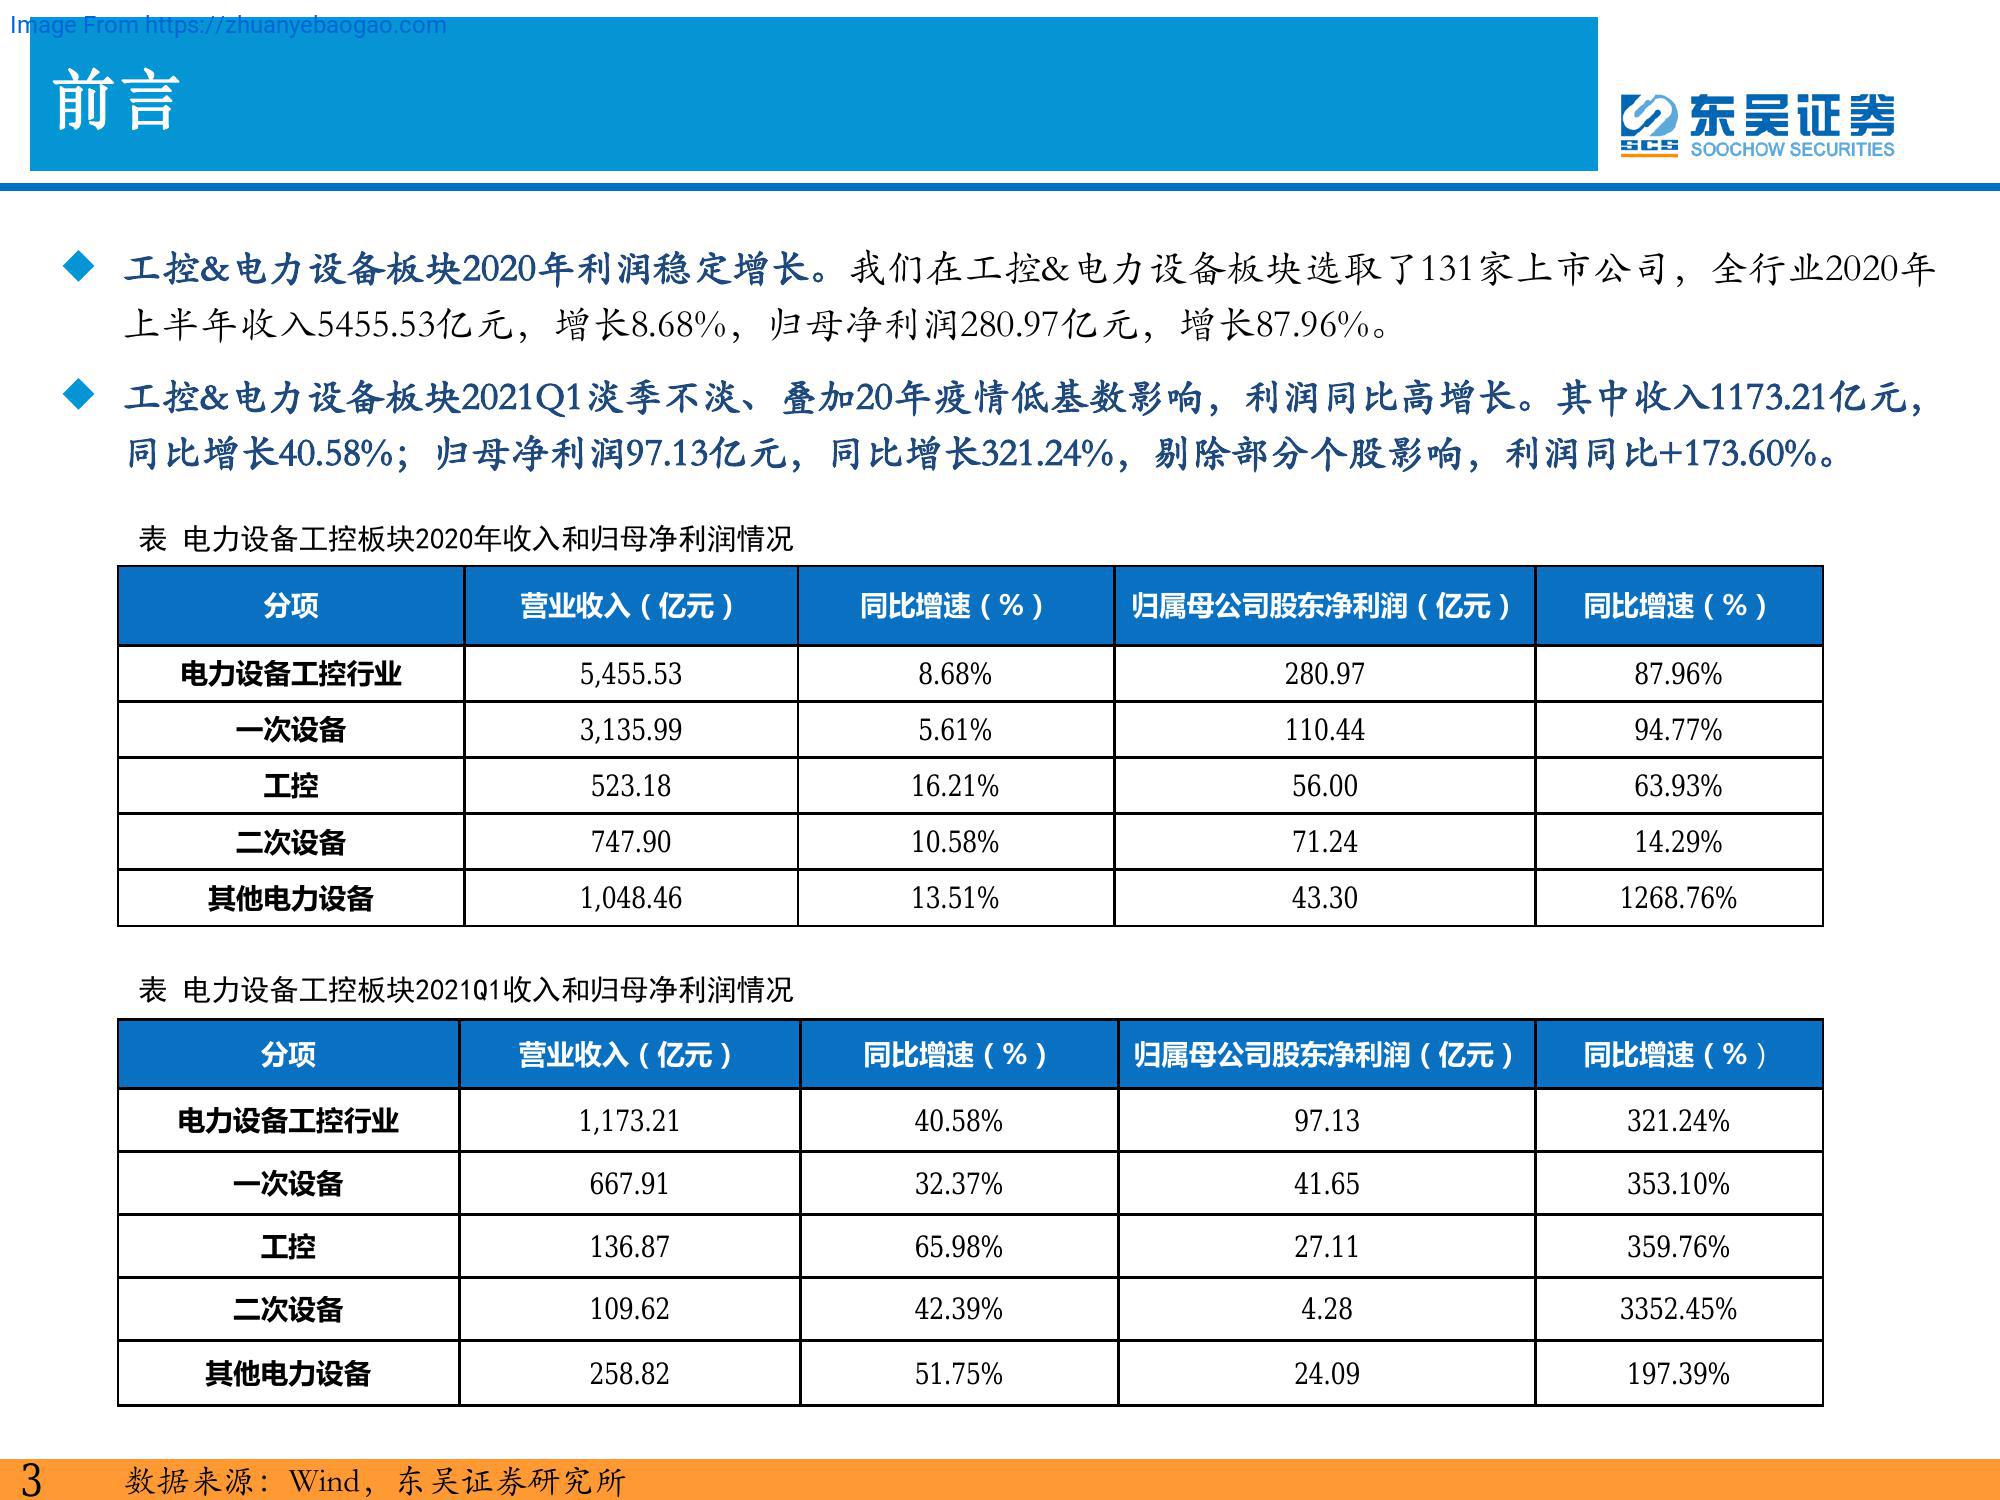 Image From https://zhuanyebaogao.com
前言
东吴证券
SCS
SOOCHOW SECURITIES
工控&电力设备板块2020年利润稳定增长。我们在工控&电力设备板块选取了131家上市公司，全行业2020年
上半年收入5455.53亿元，增长8.68%，归母净利润280.97亿元，增长87.96%。
工控&电力设备板块2021Q1淡季不淡、叠加20年疫情低基数影响，利润同比高增长。其中收入1173.21亿元，
同比增长40.58%；归母净利润97.13亿元，同比增长321.24%，剔除部分个股影响，利润同比+173.60%。
表 电力设备工控板块2020年收入和归母净利润情况
分项 营业收入（亿元） 同比增速（%） 归属母公司股东净利润（亿元） 同比增速（%）
电力设备工控行业 5,455.53 8.68% 280.97 87.96%
一次设备 3,135.99 5.61% 110.44 94.77%
工控 523.18 16.21% 56.00 63.93%
二次设备 747.90 10.58% 71.24 14.29%
其他电力设备 1,048.46 13.51% 43.30 1268.76%
表 电力设备工控板块2021Q1收入和归母净利润情况
分项 营业收入（亿元） 同比增速（%） 归属母公司股东净利润（亿元） 同比增速（%）
电力设备工控行业 1,173.21 40.58% 97.13 321.24%
一次设备 667.91 32.37% 41.65 353.10%
工控 136.87 65.98% 27.11 359.76%
二次设备 109.62 42.39% 4.28 3352.45%
其他电力设备 258.82 51.75% 24.09 197.39%
3 数据来源：Wind，东吴证券研究所